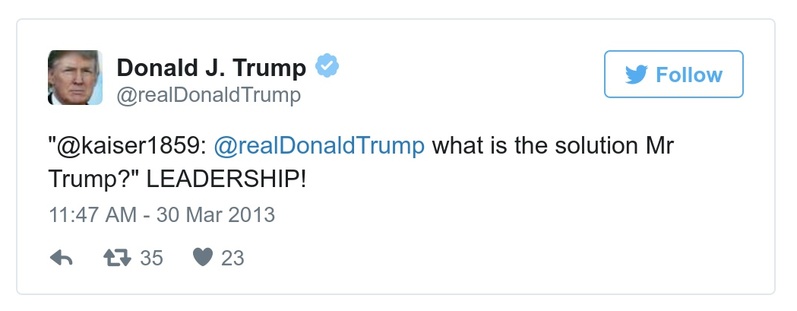 Donald J. Trump
@realDonaldTrump
Follow
"@kaiser1859: @realDonaldTrump what is the solution Mr
Trump?" LEADERSHIP!
11:47 AM - 30 Mar 2013
35 23